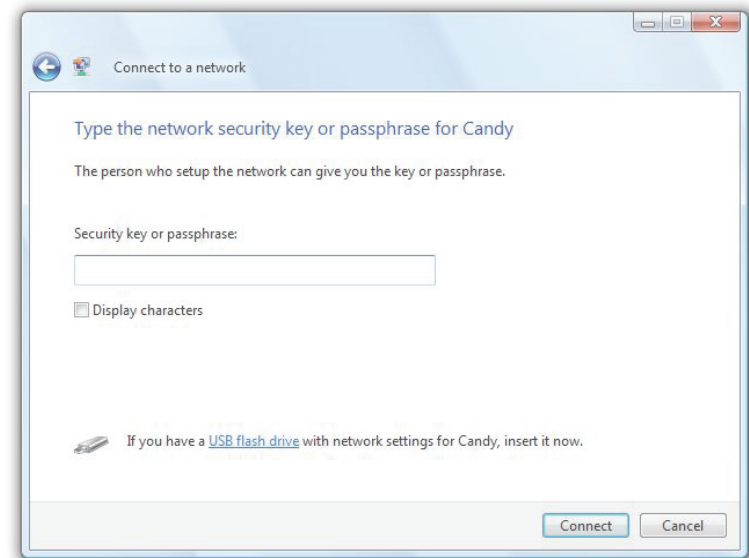 Connect to a network
Type the network security key or passphrase for Candy
The person who setup the network can give you the key or passphrase.
Security key or passphrase:
Display characters
If you have a USB flash drive with network settings for Candy, insert it now.
Connect Cancel